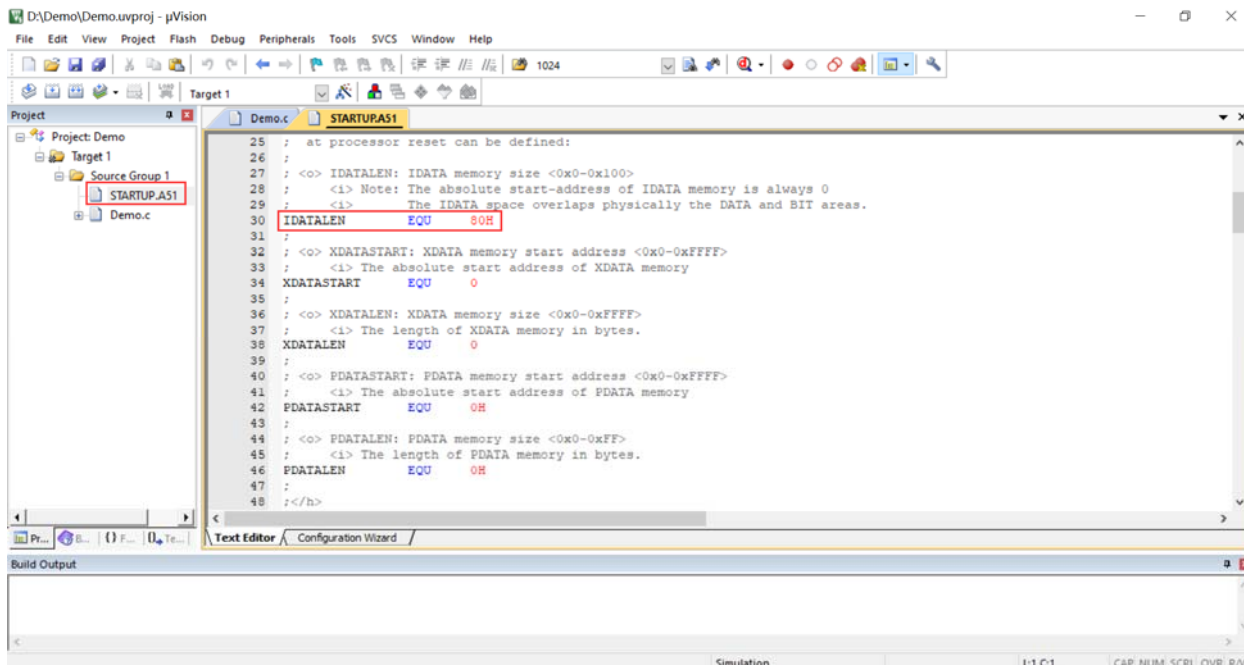 D:\Demo\Demo.uvproj - µVision
File Edit View Project Flash Debug Peripherals Tools SVCS Window Help
1024
Target 1
Project
Project: Demo
Target 1
Source Group 1
STARTUP.A51
Demo.c
Demo.c STARTUP.A51
25 ; at processor reset can be defined:
26 ;
27 ; <o> IDATALEN: IDATA memory size <0x0-0x100>
28 ; <i> Note: The absolute start-address of IDATA memory is always 0
29 ; <i> The IDATA space overlaps physically the DATA and BIT areas.
30 IDATALEN EQU 80H
31 ;
32 ; <o> XDATASTART: XDATA memory start address <0x0-0xFFFF>
33 ; <i> The absolute start address of XDATA memory
34 XDATASTART EQU 0
35 ;
36 ; <o> XDATALEN: XDATA memory size <0x0-0xFFFF>
37 ; <i> The length of XDATA memory in bytes.
38 XDATALEN EQU 0
39 ;
40 ; <o> PDATASTART: PDATA memory start address <0x0-0xFFFF>
41 ; <i> The absolute start address of PDATA memory
42 PDATASTART EQU 0H
43 ;
44 ; <o> PDATALEN: PDATA memory size <0x0-0xFF>
45 ; <i> The length of PDATA memory in bytes.
46 PDATALEN EQU 0H
47 ;
48 ;</h>
Pr... B... {} F... 0 Te...
Text Editor Configuration Wizard
Build Output
Simulation L:1 C:1 CAP NUM SCRL OVR R/W